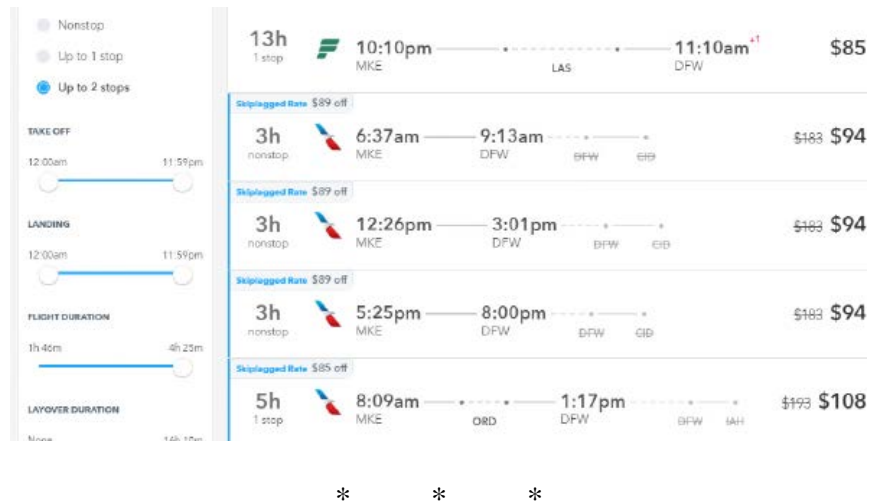 Nonstop
Up to 1 stop
Up to 2 stops
TAKE OFF
12:00am 11:59pm
LANDING
12:00am 11:59pm
FLIGHT DURATION
1h 46m 4h 25m
LAYOVER DURATION
None
13h
1 stop
10:10pm
MKE
LAS
11:10am+1
DFW
$85
Skiplagged Rate $89 off
3h
nonstop
6:37am
MKE
9:13am
DFW
DFW
CID
$183 $94
Skiplagged Rate $89 off
3h
nonstop
12:26pm
MKE
3:01pm
DFW
DFW
CID
$183 $94
Skiplagged Rate $89 off
3h
nonstop
5:25pm
MKE
8:00pm
DFW
DFW
CID
$183 $94
Skiplagged Rate $85 off
5h
1 stop
8:09am
MKE
ORD
1:17pm
DFW
DFW
IAH
$193 $108
* * *